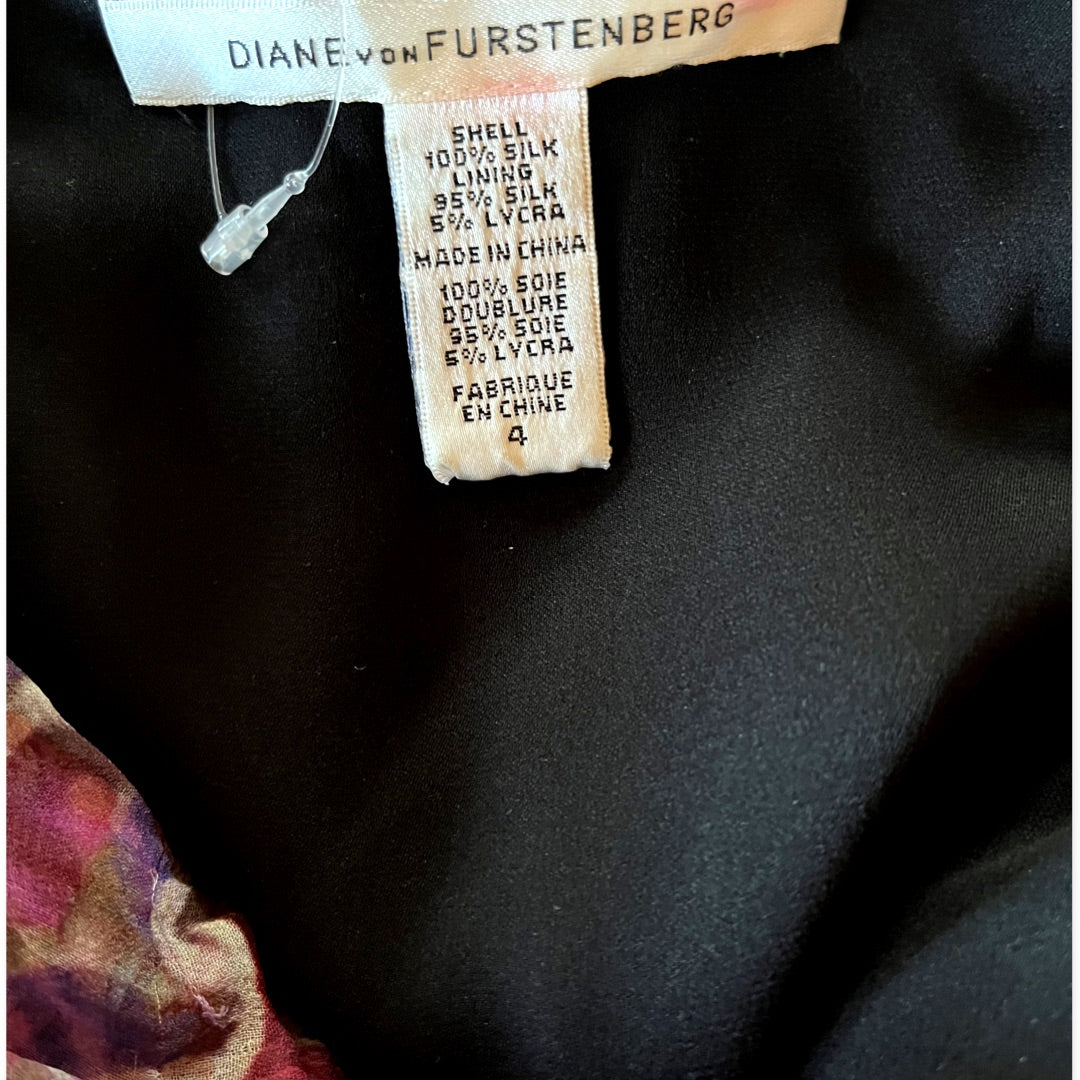 DIANE VON FURSTENBERG
SHELL
100% SILK
LINING
95% SILK
5% LYCRA
MADE IN CHINA
100% SOIE
DOUBLURE
95% SOIE
5% LYCRA
FABRIQUE
EN CHINE
4